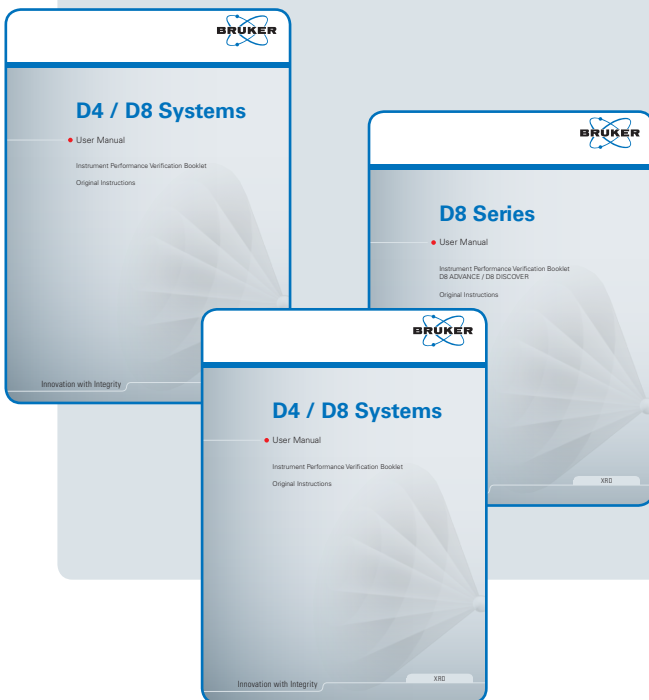 BRUKER
D4 / D8 Systems
User Manual
Instrument Performance Verification Booklet
Original Instructions
Innovation with Integrity
BRUKER
D8 Series
User Manual
Instrument Performance Verification Booklet
D8 ADVANCE / D8 DISCOVER
Original Instructions
XRD
BRUKER
D4 / D8 Systems
User Manual
Instrument Performance Verification Booklet
Original Instructions
Innovation with Integrity
XRD